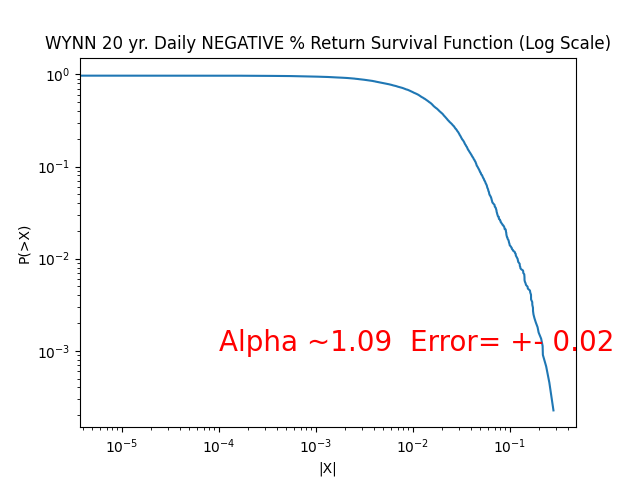 WYNN 20 yr. Daily NEGATIVE % Return Survival Function (Log Scale)
10⁰
10⁻¹
10⁻²
10⁻³
P(>X)
Alpha ~1.09  Error= +- 0.02
10⁻⁵ 10⁻⁴ 10⁻³ 10⁻² 10⁻¹
|X|